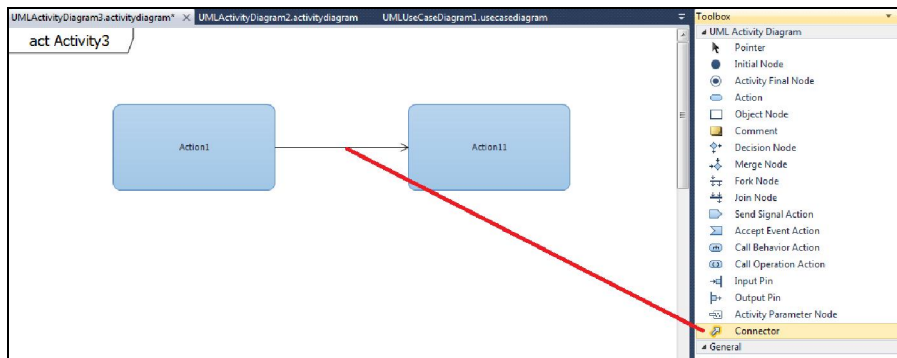 UMLActivityDiagram3.activitydiagram* UMLActivityDiagram2.activitydiagram UMLUseCaseDiagram1.usecasediagram
act Activity3
Action1
Action11
Toolbox
UML Activity Diagram
Pointer
Initial Node
Activity Final Node
Action
Object Node
Comment
Decision Node
Merge Node
Fork Node
Join Node
Send Signal Action
Accept Event Action
Call Behavior Action
Call Operation Action
Input Pin
Output Pin
Activity Parameter Node
Connector
General